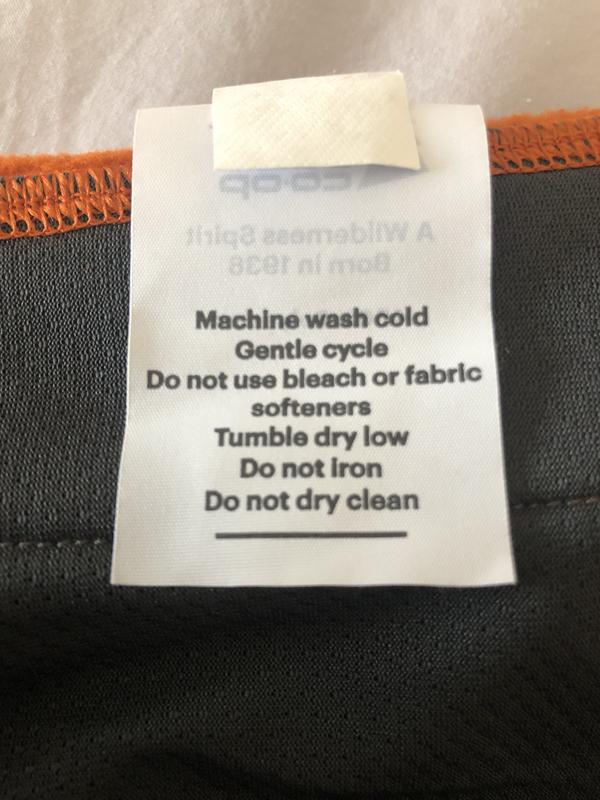 co·op
A Wilderness Spirit
Born in 1938
Machine wash cold
Gentle cycle
Do not use bleach or fabric
softeners
Tumble dry low
Do not iron
Do not dry clean